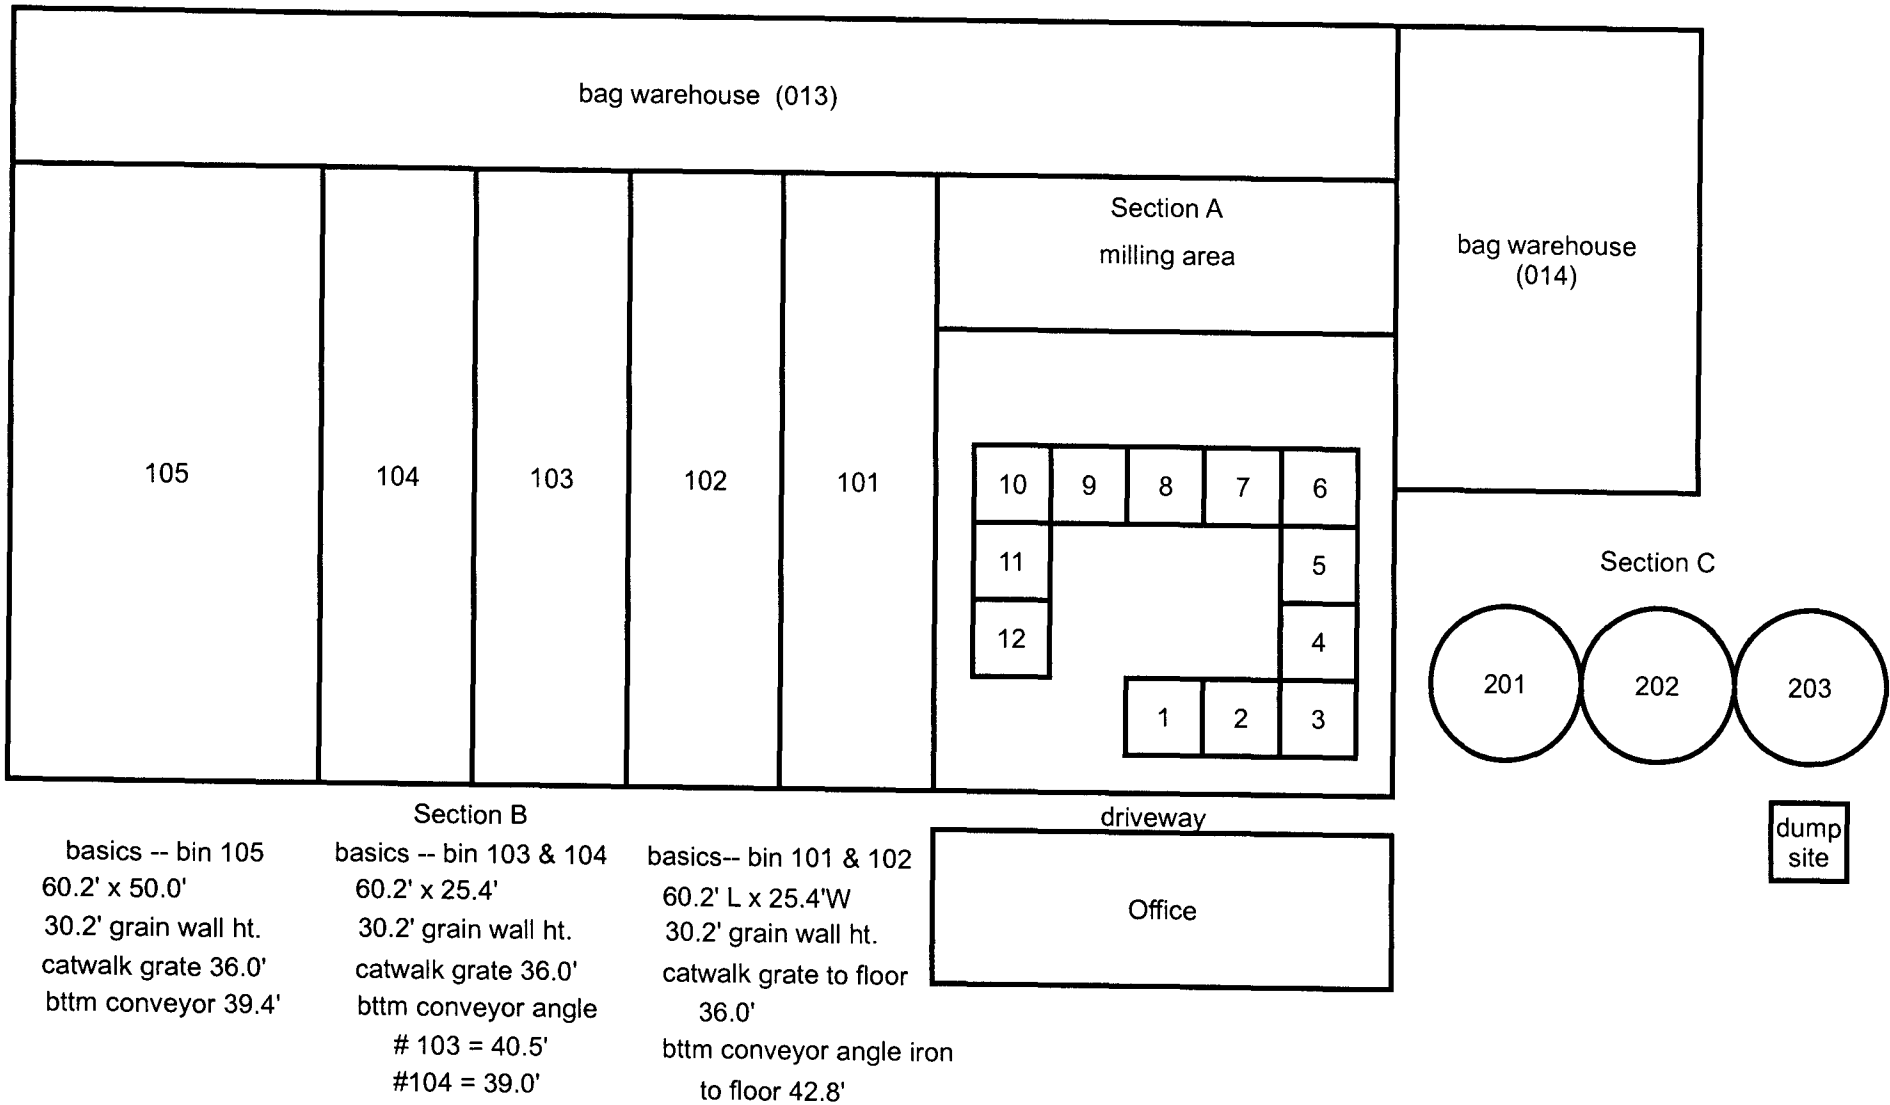 bag warehouse (013)
Section A
milling area
bag warehouse
(014)
105
104
103
102
101
10
9
8
7
6
11
5
12
4
1
2
3
Section C
201
202
203
dump
site
driveway
Office
Section B
basics -- bin 105
60.2' x 50.0'
30.2' grain wall ht.
catwalk grate 36.0'
bttm conveyor 39.4'
basics -- bin 103 & 104
60.2' x 25.4'
30.2' grain wall ht.
catwalk grate 36.0'
bttm conveyor angle
# 103 = 40.5'
#104 = 39.0'
basics-- bin 101 & 102
60.2' L x 25.4'W
30.2' grain wall ht.
catwalk grate to floor
36.0'
bttm conveyor angle iron
to floor 42.8'